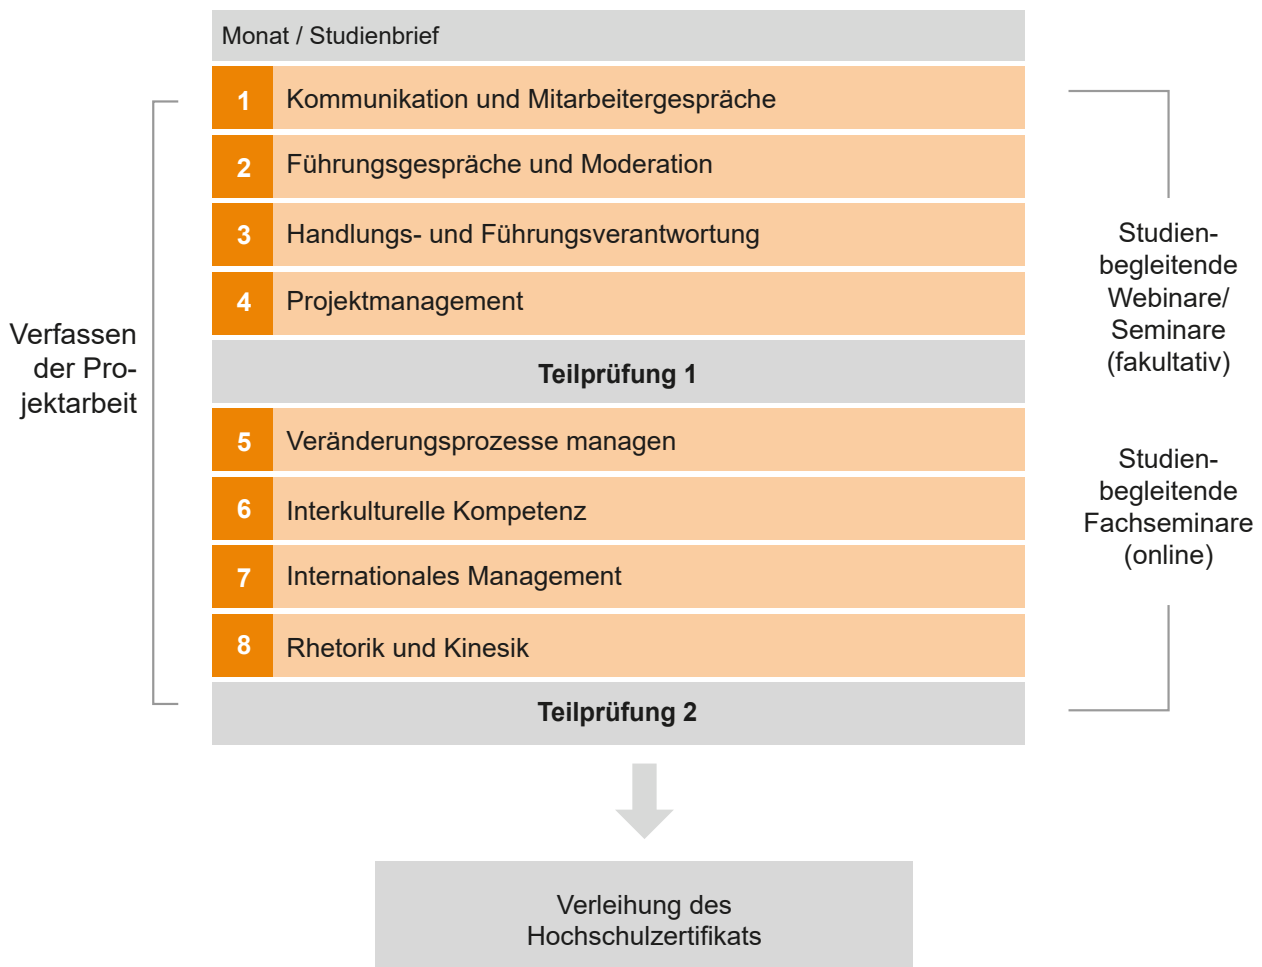 Monat / Studienbrief
1 Kommunikation und Mitarbeitergespräche
2 Führungsgespräche und Moderation
3 Handlungs- und Führungsverantwortung
4 Projektmanagement
Teilprüfung 1
5 Veränderungsprozesse managen
6 Interkulturelle Kompetenz
7 Internationales Management
8 Rhetorik und Kinesik
Teilprüfung 2
Verfassen
der Pro-
jektarbeit
Studien-
begleitende
Webinare/
Seminare
(fakultativ)
Studien-
begleitende
Fachseminare
(online)
Verleihung des
Hochschulzertifikats